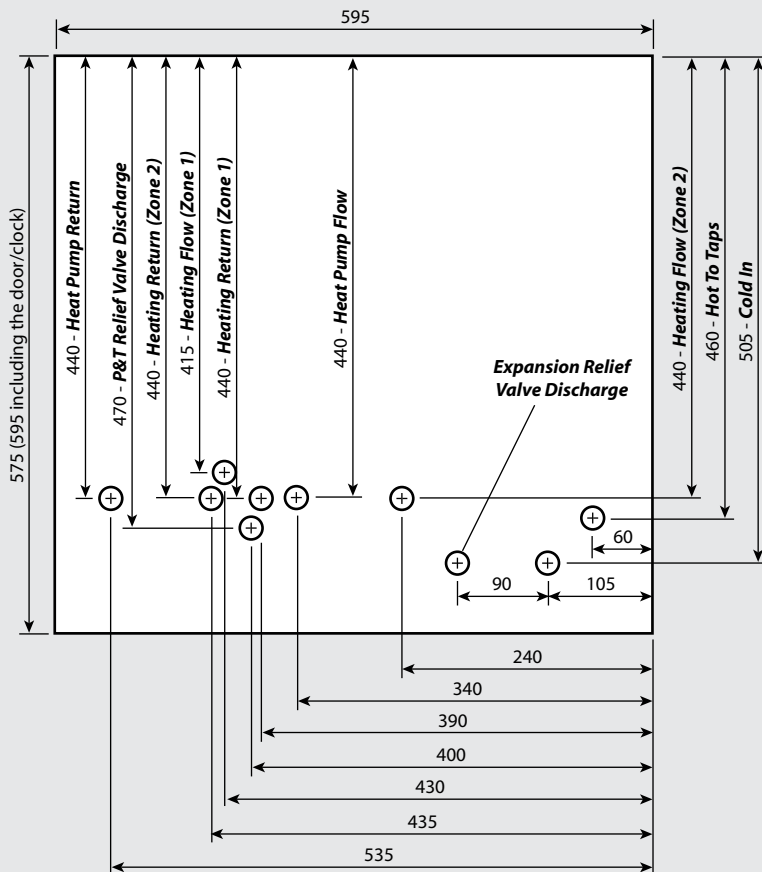 595
575 (595 including the door/clock)
440 - Heat Pump Return
470 - P&T Relief Valve Discharge
440 - Heating Return (Zone 2)
415 - Heating Flow (Zone 1)
440 - Heating Return (Zone 1)
440 - Heat Pump Flow
440 - Heating Flow (Zone 2)
460 - Hot To Taps
505 - Cold In
Expansion Relief
Valve Discharge
60
90
105
240
340
390
400
430
435
535